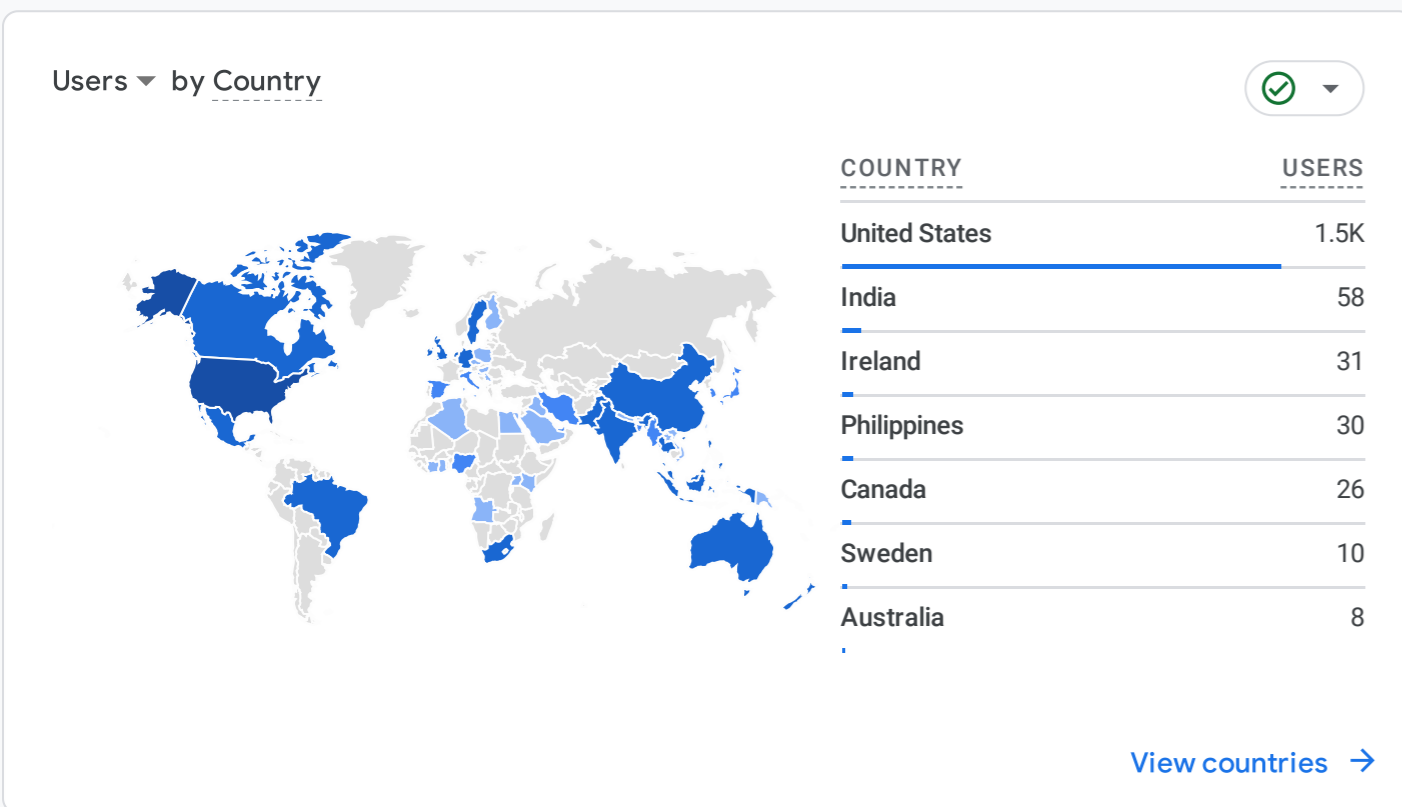 Users by Country
COUNTRY USERS
United States 1.5K
India 58
Ireland 31
Philippines 30
Canada 26
Sweden 10
Australia 8
View countries